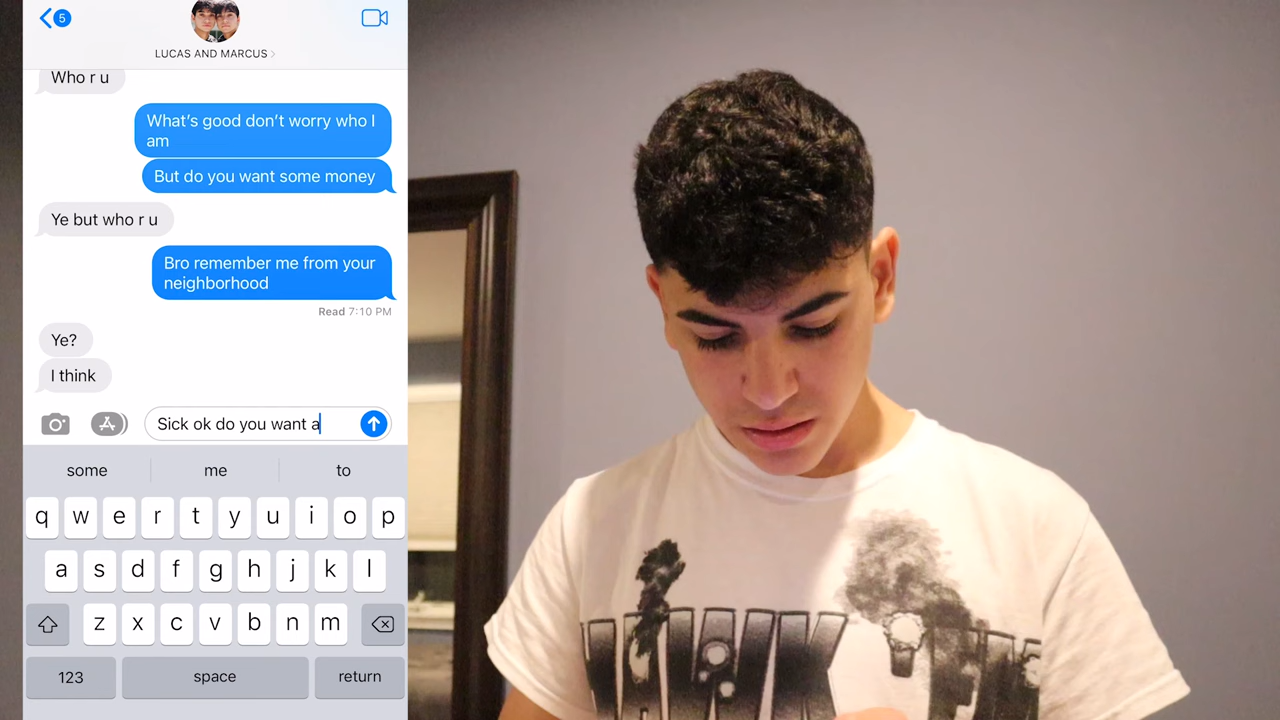 5
LUCAS AND MARCUS
Who r u
What's good don't worry who I
am
But do you want some money
Ye but who r u
Bro remember me from your
neighborhood
Read 7:10 PM
Ye?
I think
Sick ok do you want a
some me to
q w e r t y u i o p
a s d f g h j k l
z x c v b n m
123 space return